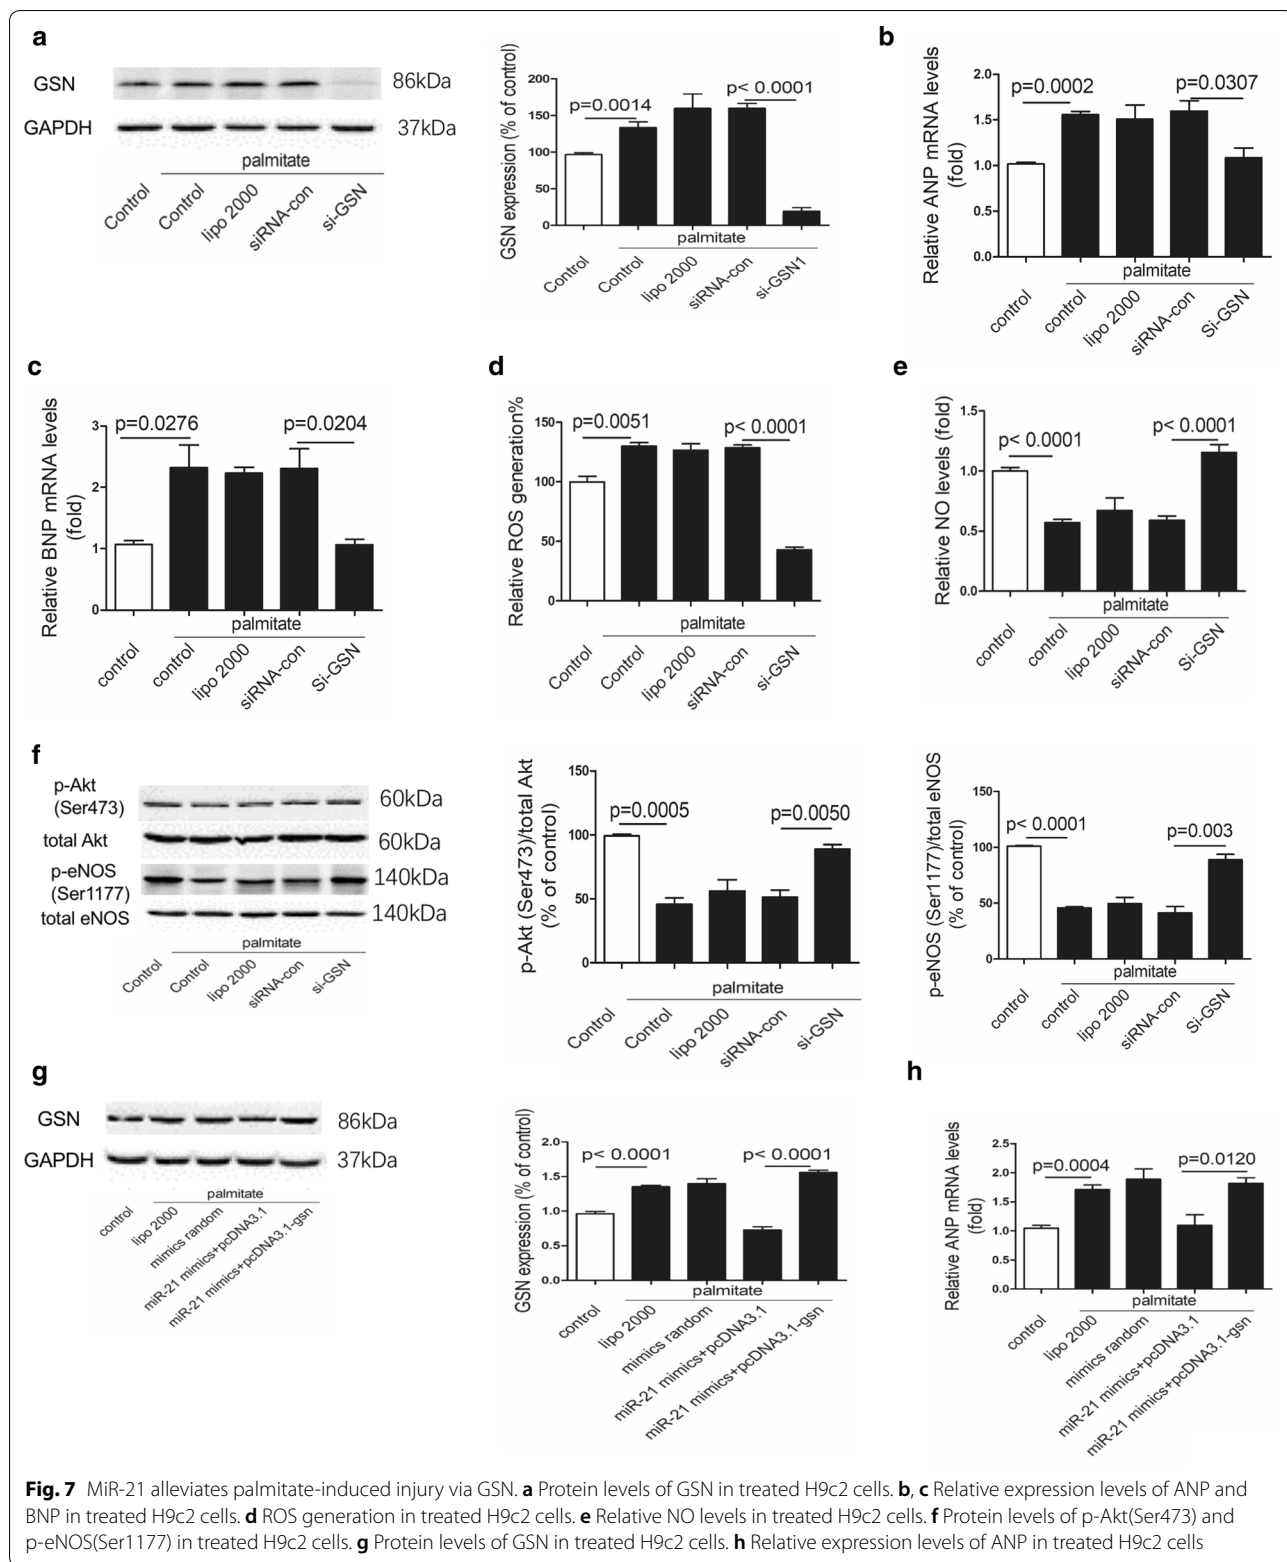 a
GSN
86kDa
GAPDH
37kDa
palmitate
Control
Control
lipo 2000
siRNA-con
si-GSN
GSN expression (% of control)
200
150
100
50
0
p=0.0014
p< 0.0001
palmitate
Control
Control
lipo 2000
siRNA-con
si-GSN1
b
Relative ANP mRNA levels
(fold)
2.0
1.5
1.0
0.5
0.0
p=0.0002
p=0.0307
palmitate
control
control
lipo 2000
siRNA-con
Si-GSN
c
Relative BNP mRNA levels
(fold)
3
2
1
0
p=0.0276
p=0.0204
palmitate
control
control
lipo 2000
siRNA-con
Si-GSN
d
Relative ROS generation%
150
100
50
0
p=0.0051
p< 0.0001
palmitate
Control
Control
lipo 2000
siRNA-con
si-GSN
e
Relative NO levels (fold)
1.5
1.0
0.5
0.0
p< 0.0001
p< 0.0001
palmitate
control
control
lipo 2000
siRNA-con
Si-GSN
f
p-Akt
(Ser473)
60kDa
total Akt
60kDa
p-eNOS
(Ser1177)
140kDa
total eNOS
140kDa
palmitate
Control
Control
lipo 2000
siRNA-con
si-GSN
p-Akt (Ser473)/total Akt
(% of control)
150
100
50
0
p=0.0005
p=0.0050
palmitate
Control
Control
lipo 2000
siRNA-con
si-GSN
p-eNOS (Ser1177)/total eNOS
(% of control)
150
100
50
0
p< 0.0001
p=0.003
palmitate
control
control
lipo 2000
siRNA-con
Si-GSN
g
GSN
86kDa
GAPDH
37kDa
palmitate
control
lipo 2000
mimics random
miR-21 mimics+pcDNA3.1
miR-21 mimics+pcDNA3.1-gsn
GSN expression (% of control)
2.0
1.5
1.0
0.5
0.0
p< 0.0001
p< 0.0001
palmitate
control
lipo 2000
mimics random
miR-21 mimics+pcDNA3.1
miR-21 mimics+pcDNA3.1-gsn
h
Relative ANP mRNA levels
(fold)
2.5
2.0
1.5
1.0
0.5
0.0
p=0.0004
p=0.0120
palmitate
control
lipo 2000
mimics random
miR-21 mimics+pcDNA3.1
miR-21 mimics+pcDNA3.1-gsn
Fig. 7 MiR-21 alleviates palmitate-induced injury via GSN. a Protein levels of GSN in treated H9c2 cells. b, c Relative expression levels of ANP and
BNP in treated H9c2 cells. d ROS generation in treated H9c2 cells. e Relative NO levels in treated H9c2 cells. f Protein levels of p-Akt(Ser473) and
p-eNOS(Ser1177) in treated H9c2 cells. g Protein levels of GSN in treated H9c2 cells. h Relative expression levels of ANP in treated H9c2 cells